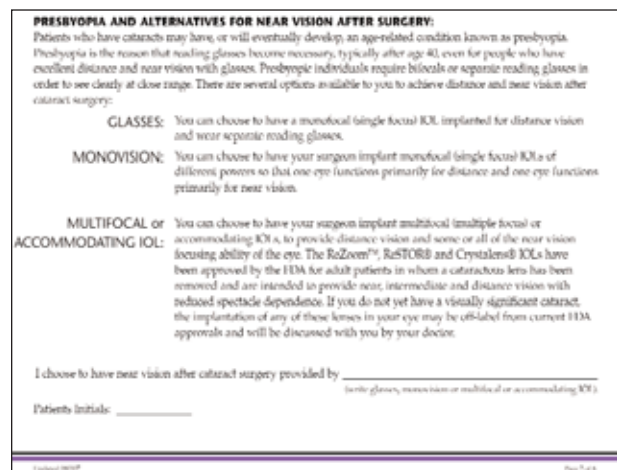 PRESBYOPIA AND ALTERNATIVES FOR NEAR VISION AFTER SURGERY:
Patients who have cataracts may have, or will eventually develop, an age-related condition known as presbyopia.
Presbyopia is the reason that reading glasses become necessary, typically after age 40, even for people who have
excellent distance and near vision with glasses. Presbyopic individuals require bifocals or separate reading glasses in
order to see clearly at close range. There are several options available to you to achieve distance and near vision after
cataract surgery:
GLASSES: You can choose to have a monofocal (single focus) IOL implanted for distance vision
and wear separate reading glasses.
MONOVISION: You can choose to have your surgeon implant monofocal (single focus) IOLs of
different powers so that one eye functions primarily for distance and one eye functions
primarily for near vision.
MULTIFOCAL or You can choose to have your surgeon implant multifocal (multiple focus) or
ACCOMMODATING IOL: accommodating IOLs, to provide distance vision and some or all of the near vision
focusing ability of the eye. The ReZoom™, ReSTOR® and Crystalens® IOLs have
been approved by the FDA for adult patients in whom a cataractous lens has been
removed and are intended to provide near, intermediate and distance vision with
reduced spectacle dependence. If you do not yet have a visually significant cataract,
the implantation of any of these lenses in your eye may be off-label from current FDA
approvals and will be discussed with you by your doctor.
I choose to have near vision after cataract surgery provided by
(write glasses, monovision or multifocal or accommodating IOL).
Patients Initials: